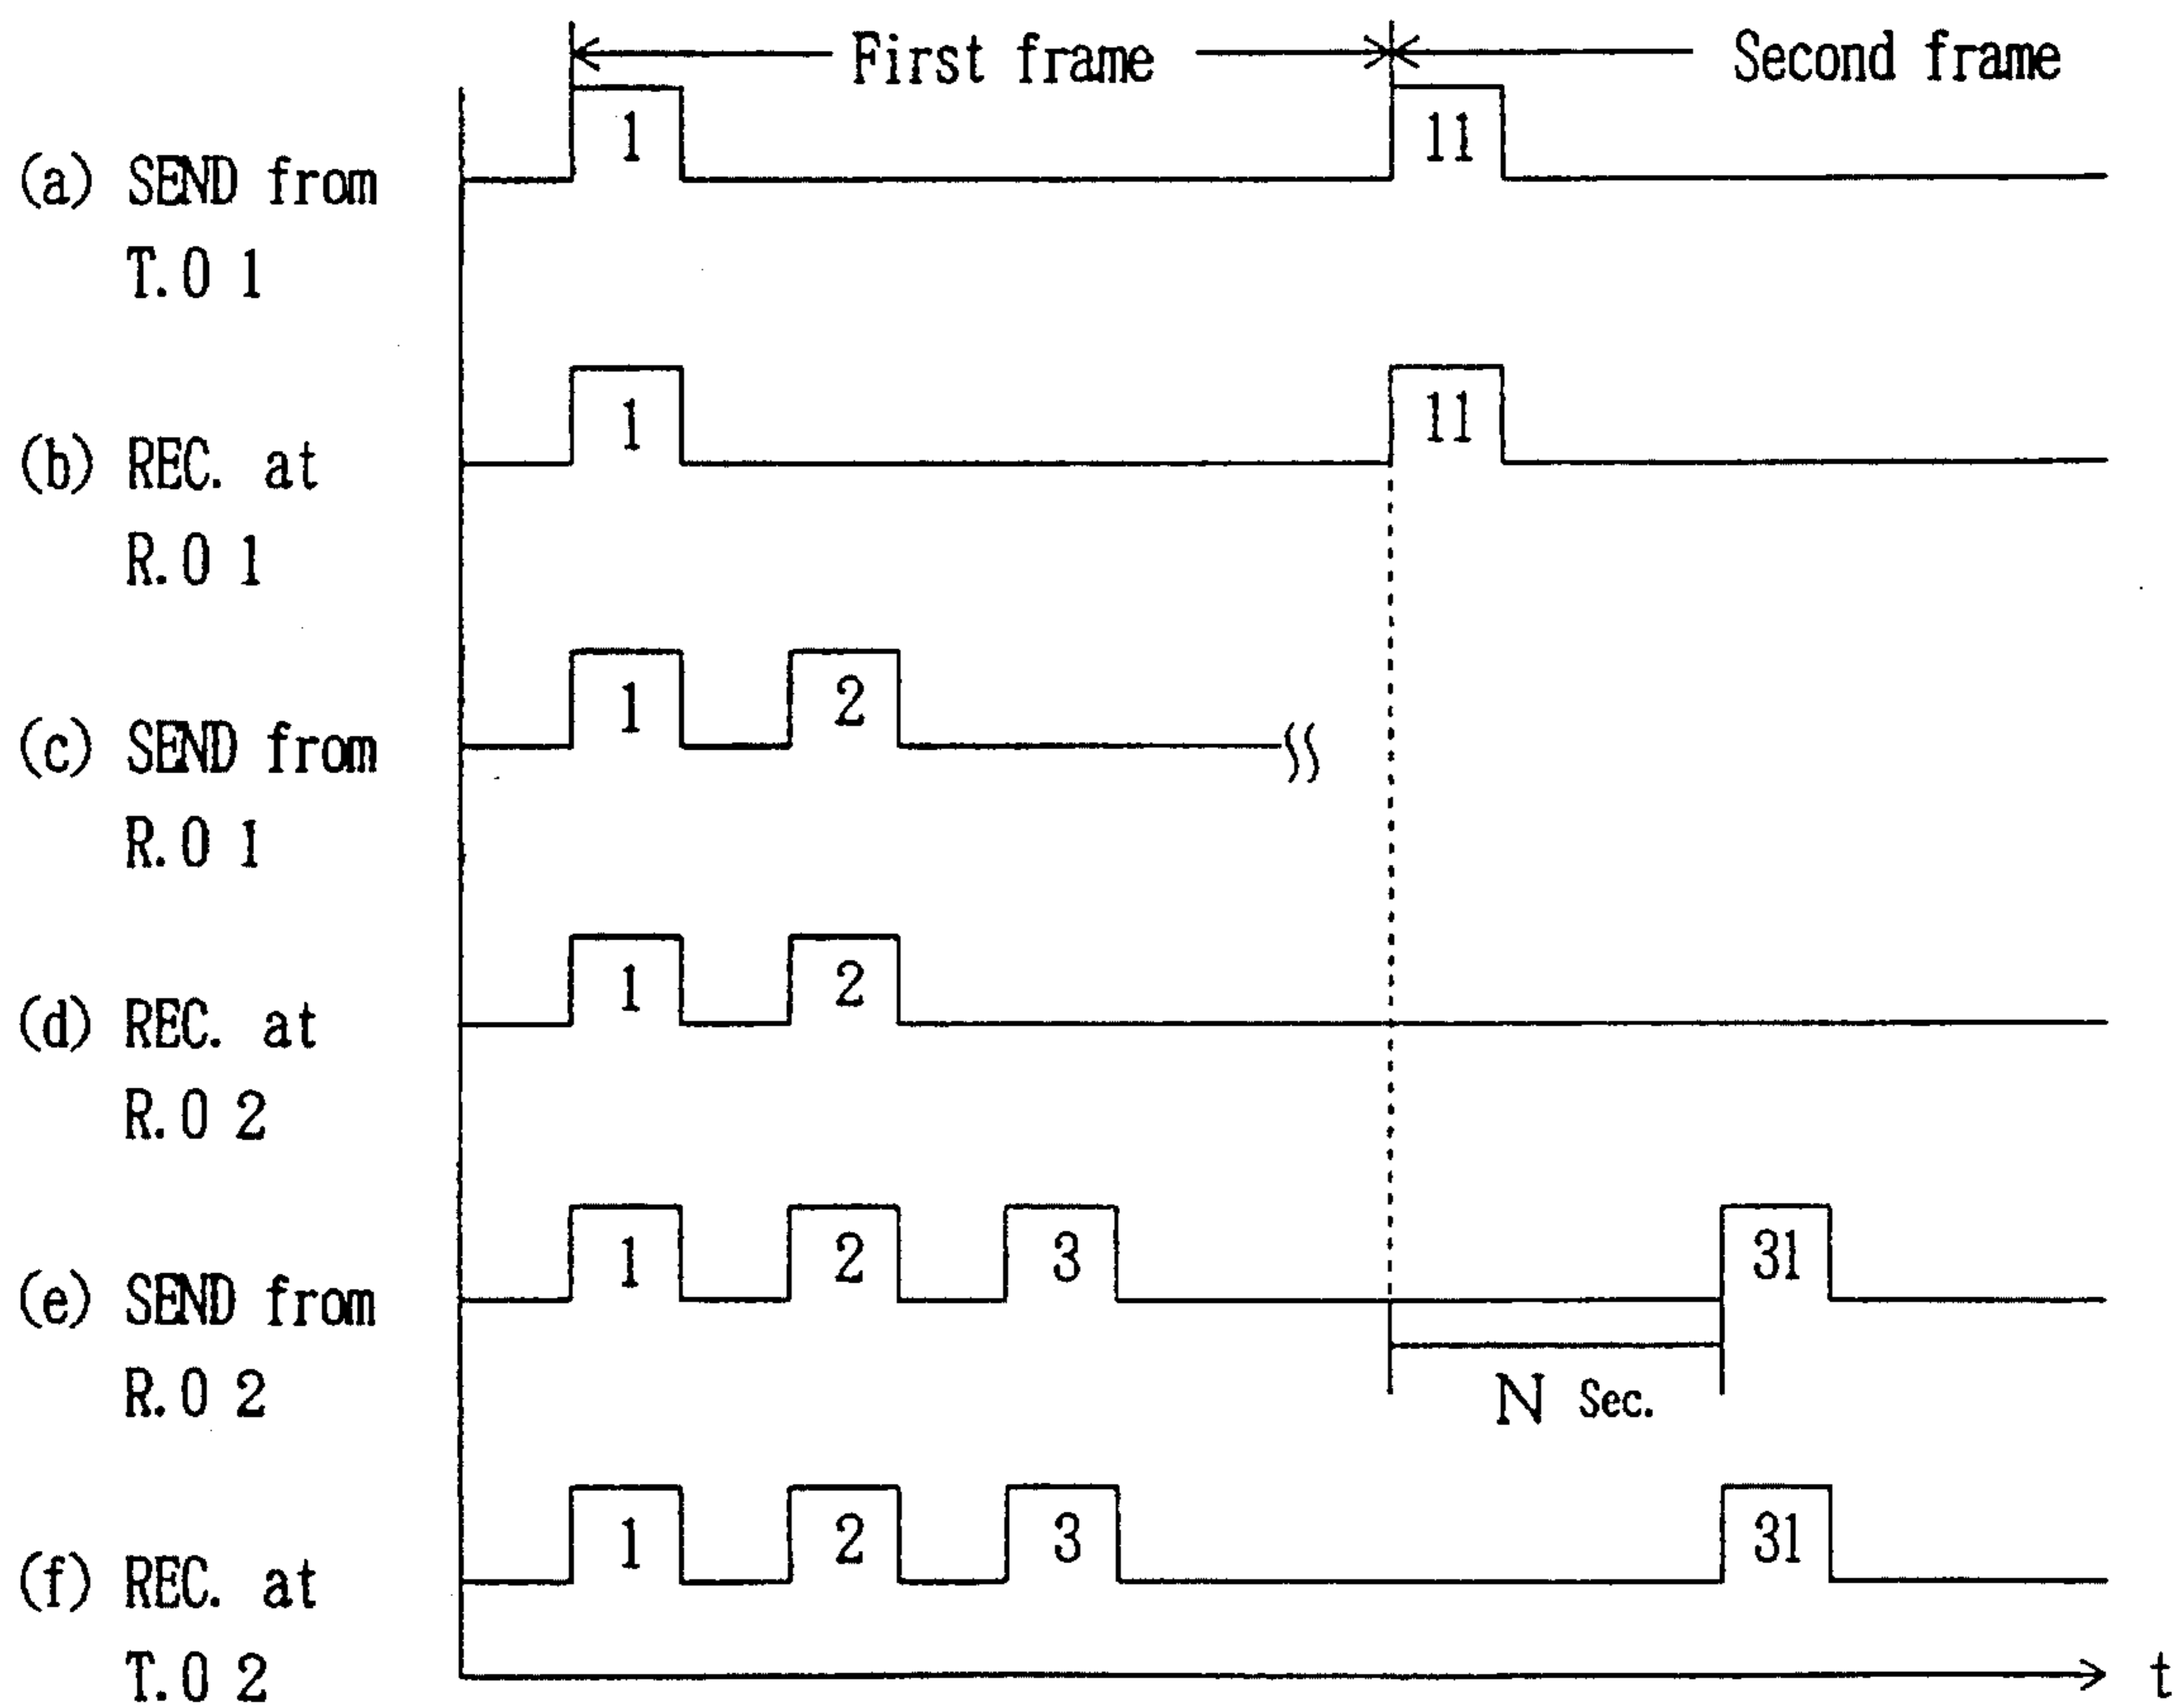 First frame
Second frame
(a) SEND from
T.0 1
1
11
(b) REC. at
R.0 1
1
11
(c) SEND from
R.0 1
1
2
(d) REC. at
R.0 2
1
2
(e) SEND from
R.0 2
1
2
3
31
N Sec.
(f) REC. at
T.0 2
1
2
3
31
t